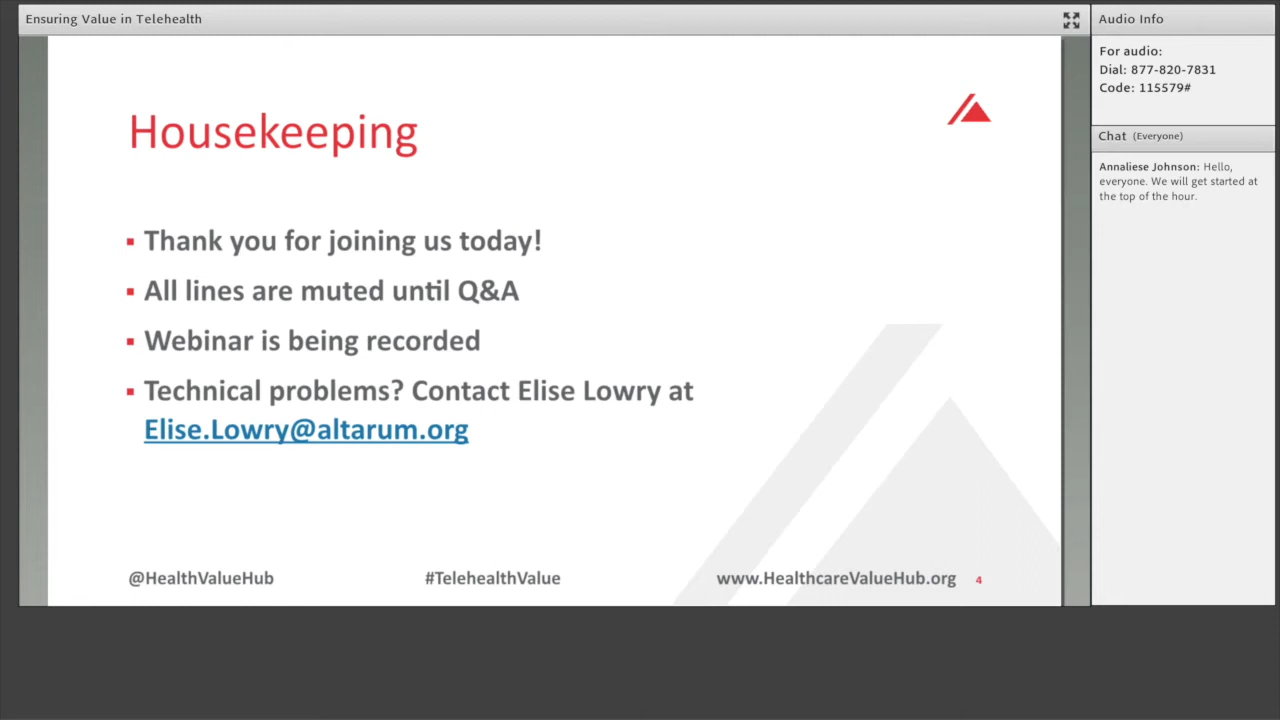 Ensuring Value in Telehealth
Housekeeping
▪ Thank you for joining us today!
▪ All lines are muted until Q&A
▪ Webinar is being recorded
▪ Technical problems? Contact Elise Lowry at
Elise.Lowry@altarum.org
@HealthValueHub
#TelehealthValue
www.HealthcareValueHub.org
4
Audio Info
For audio:
Dial: 877-820-7831
Code: 115579#
Chat (Everyone)
Annaliese Johnson: Hello,
everyone. We will get started at
the top of the hour.